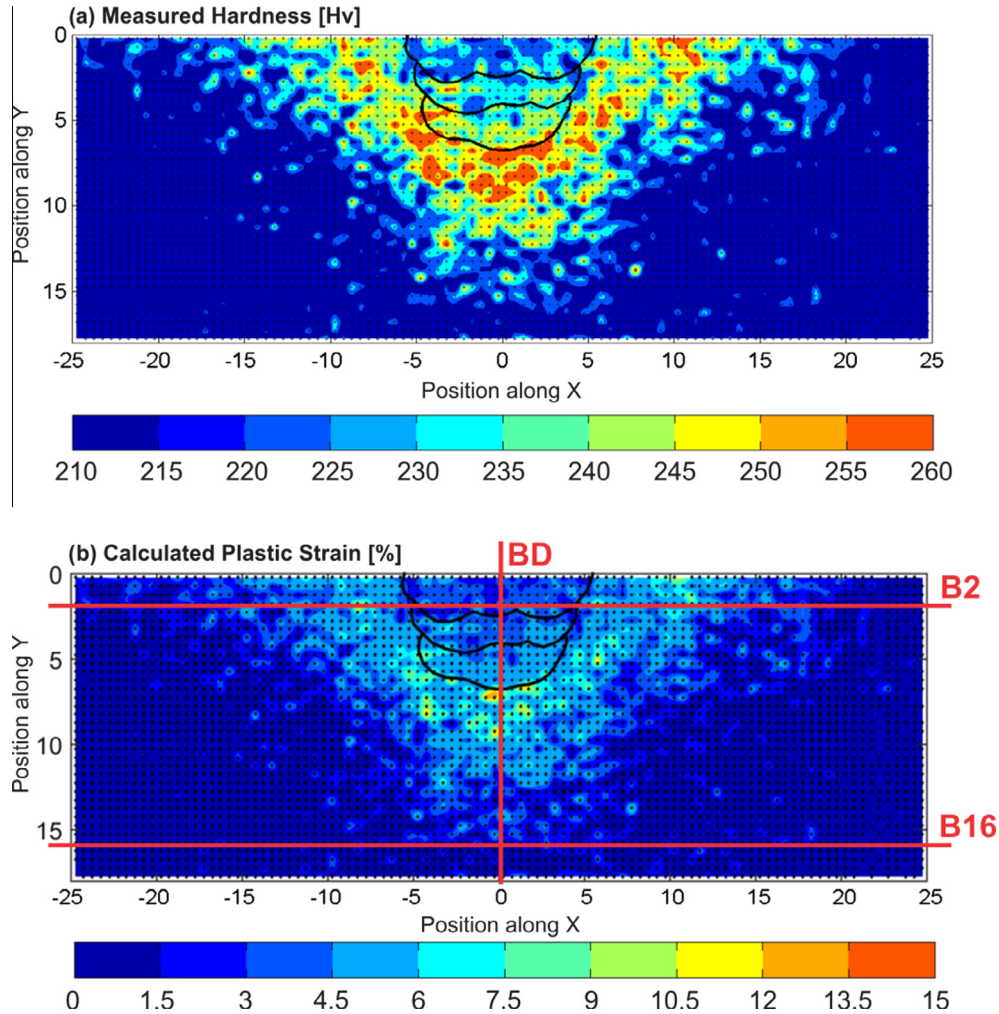 (a) Measured Hardness [Hv]
0
5
10
15
Position along Y
-25 -20 -15 -10 -5 0 5 10 15 20 25
Position along X
210 215 220 225 230 235 240 245 250 255 260
(b) Calculated Plastic Strain [%]
BD
B2
B16
0
5
10
15
Position along Y
-25 -20 -15 -10 -5 0 5 10 15 20 25
Position along X
0 1.5 3 4.5 6 7.5 9 10.5 12 13.5 15